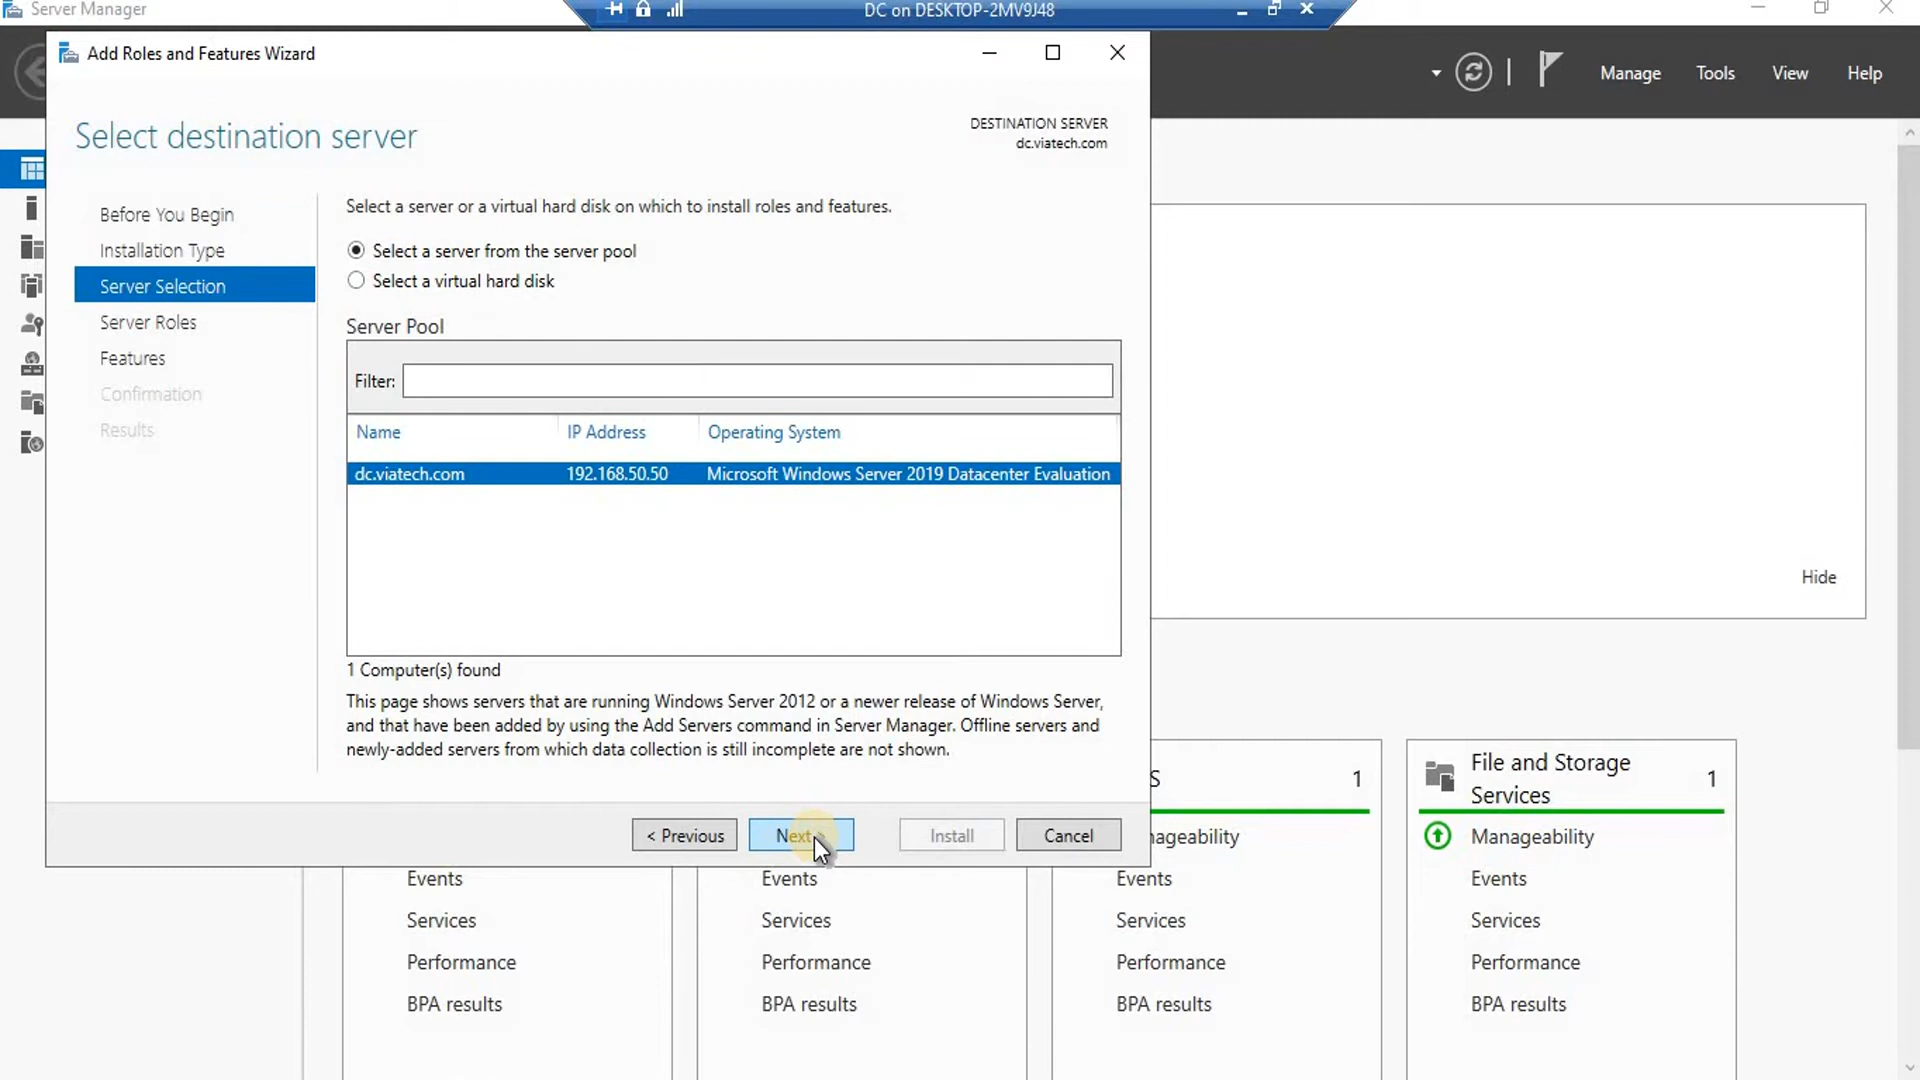 Server Manager
DC on DESKTOP-2MV9J48
Add Roles and Features Wizard
Manage
Tools
View
Help
Select destination server
DESTINATION SERVER
dc.viatech.com
Before You Begin
Installation Type
Server Selection
Server Roles
Features
Confirmation
Results
Select a server or a virtual hard disk on which to install roles and features.
Select a server from the server pool
Select a virtual hard disk
Server Pool
Filter:
Name IP Address Operating System
dc.viatech.com 192.168.50.50 Microsoft Windows Server 2019 Datacenter Evaluation
1 Computer(s) found
This page shows servers that are running Windows Server 2012 or a newer release of Windows Server,
and that have been added by using the Add Servers command in Server Manager. Offline servers and
newly-added servers from which data collection is still incomplete are not shown.
< Previous
Next
Install
Cancel
Hide
S 1
nageability
Events
Services
Performance
BPA results
Events
Services
Performance
BPA results
Events
Services
Performance
BPA results
File and Storage
Services
1
Manageability
Events
Services
Performance
BPA results